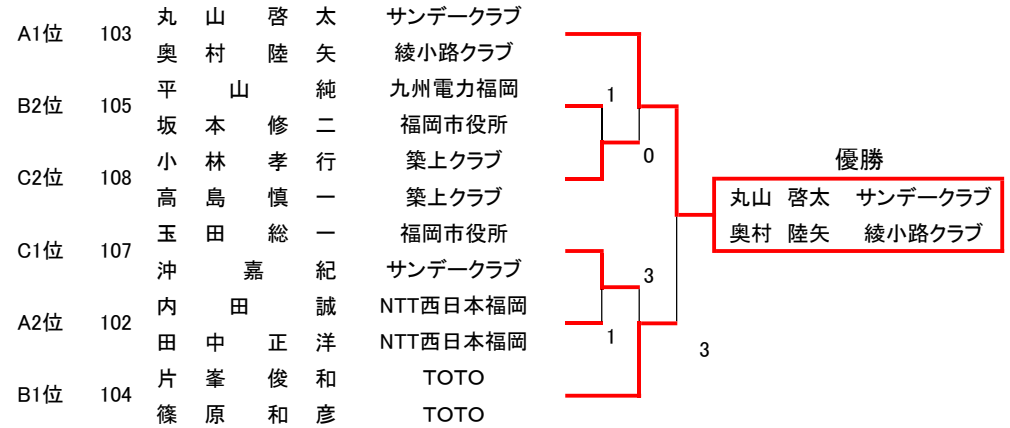 丸山 啓太 サンデークラブ
A1位 103
奥村 陸矢 綾小路クラブ
平山 純 九州電力福岡
1
B2位 105
坂本 修二 福岡市役所
0
小林 孝行 築上クラブ
優勝
C2位 108
高島 慎一 築上クラブ
丸山 啓太 サンデークラブ
玉田 総一 福岡市役所
奥村 陸矢 綾小路クラブ
C1位 107
沖 嘉紀 サンデークラブ
3
内田 誠 NTT西日本福岡
A2位 102
田中 正洋 NTT西日本福岡
1
3
片峯 俊和 TOTO
B1位 104
篠原 和彦 TOTO